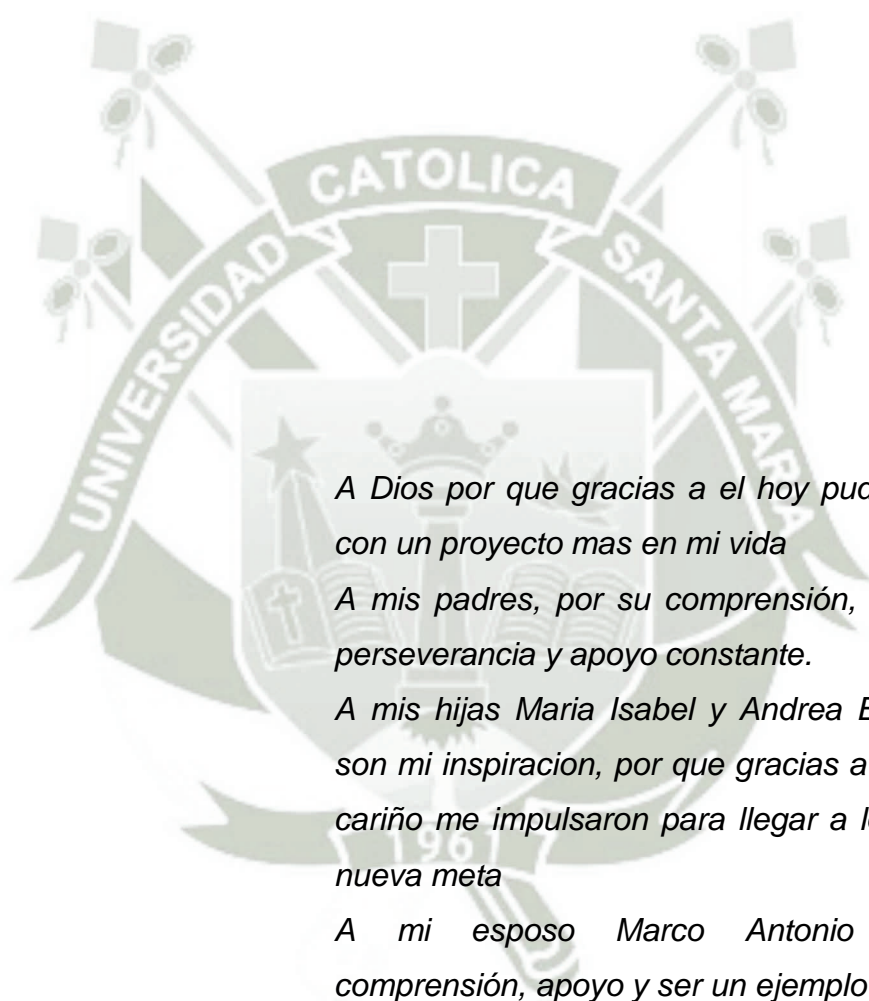 CATOLICA
UNIVERSIDAD
SANTA MARIA
A Dios por que gracias a el hoy
con un proyecto mas en mi vida
A mis padres, por su comprensión,
perseverancia y apoyo constante.
A mis hijas Maria Isabel y Andrea
son mi inspiracion, por que gracias a
cariño me impulsaron para llegar a
nueva meta
A mi esposo Marco Antonio
comprensión, apoyo y ser un ejemplo